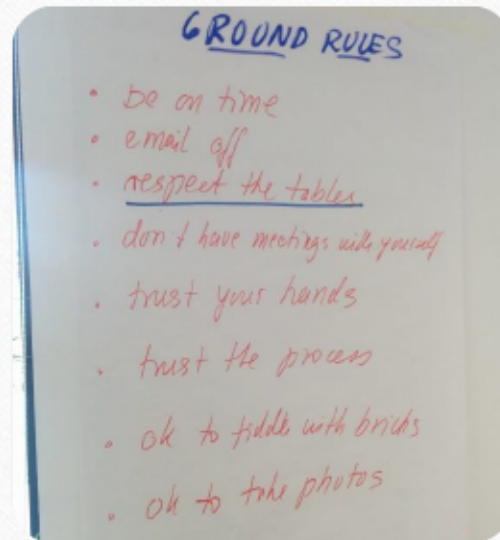 GROUND RULES
• be on time
• email off
• respect the tables
• don't have meetings with yourself
• trust your hands
• trust the process
• ok to fiddle with bricks
• ok to take photos